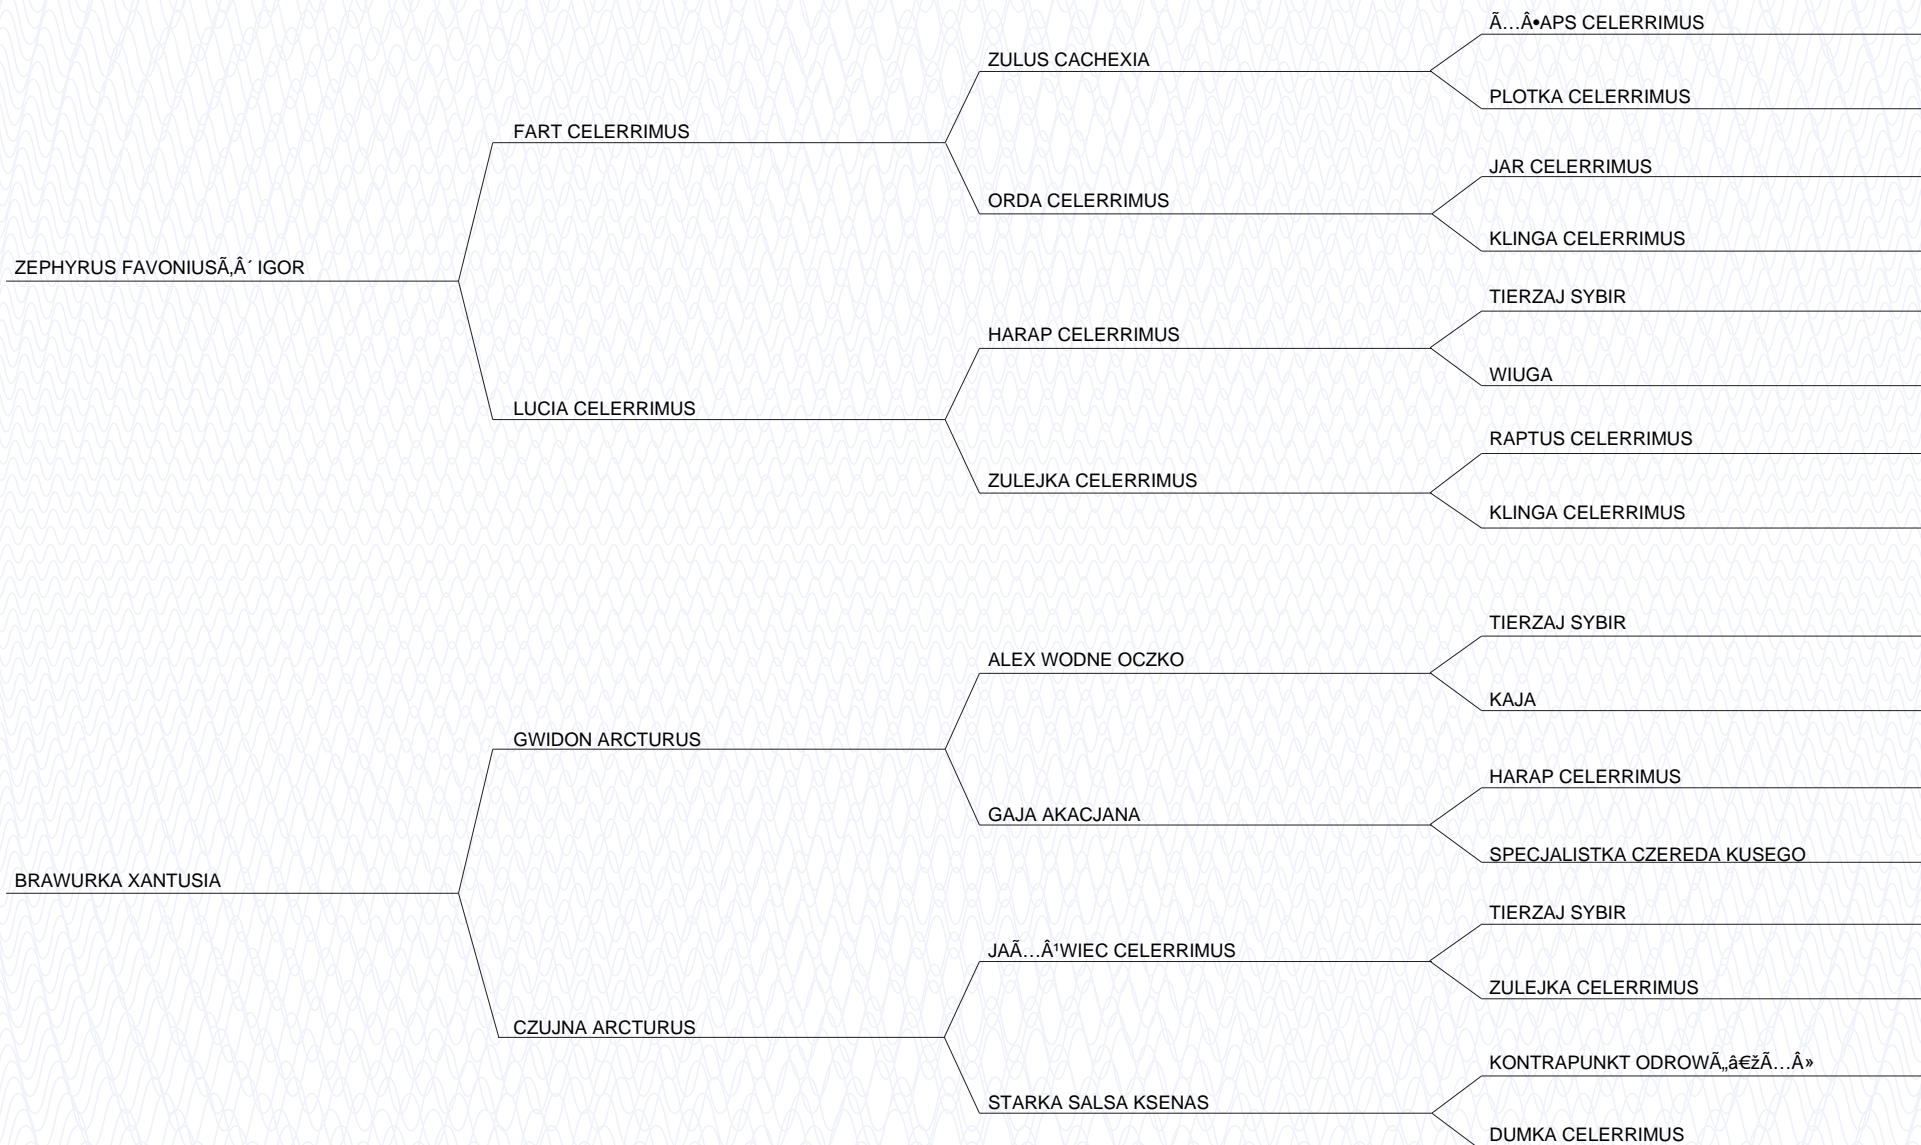 Ã…Â•APS CELERRIMUS
ZULUS CACHEXIA
PLOTKA CELERRIMUS
FART CELERRIMUS
JAR CELERRIMUS
ORDA CELERRIMUS
KLINGA CELERRIMUS
ZEPHYRUS FAVONIUSÃ‚Â´ IGOR
TIERZAJ SYBIR
HARAP CELERRIMUS
WIUGA
LUCIA CELERRIMUS
RAPTUS CELERRIMUS
ZULEJKA CELERRIMUS
KLINGA CELERRIMUS
TIERZAJ SYBIR
ALEX WODNE OCZKO
KAJA
GWIDON ARCTURUS
HARAP CELERRIMUS
GAJA AKACJANA
SPECJALISTKA CZEREDA KUSEGO
BRAWURKA XANTUSIA
TIERZAJ SYBIR
JAÃ…Â¹WIEC CELERRIMUS
ZULEJKA CELERRIMUS
CZUJNA ARCTURUS
KONTRAPUNKT ODROWÃ„â€žÃ…Â»
STARKA SALSA KSENAS
DUMKA CELERRIMUS